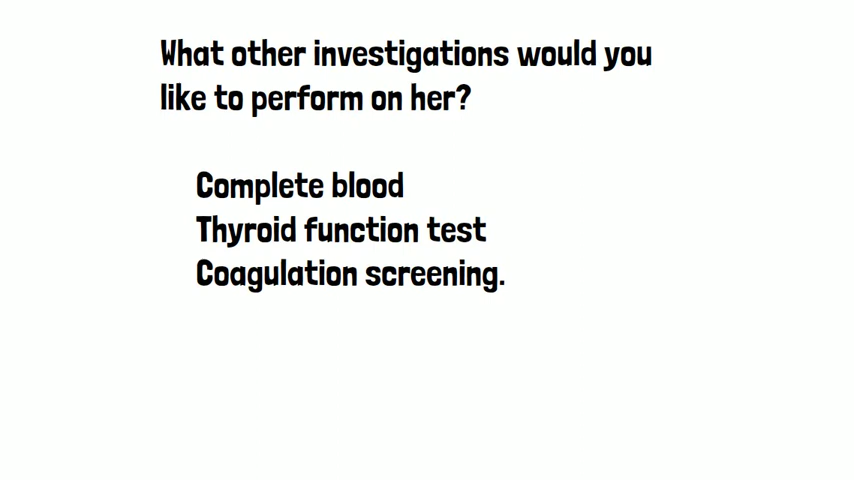 What other investigations would you
like to perform on her?
Complete blood
Thyroid function test
Coagulation screening.